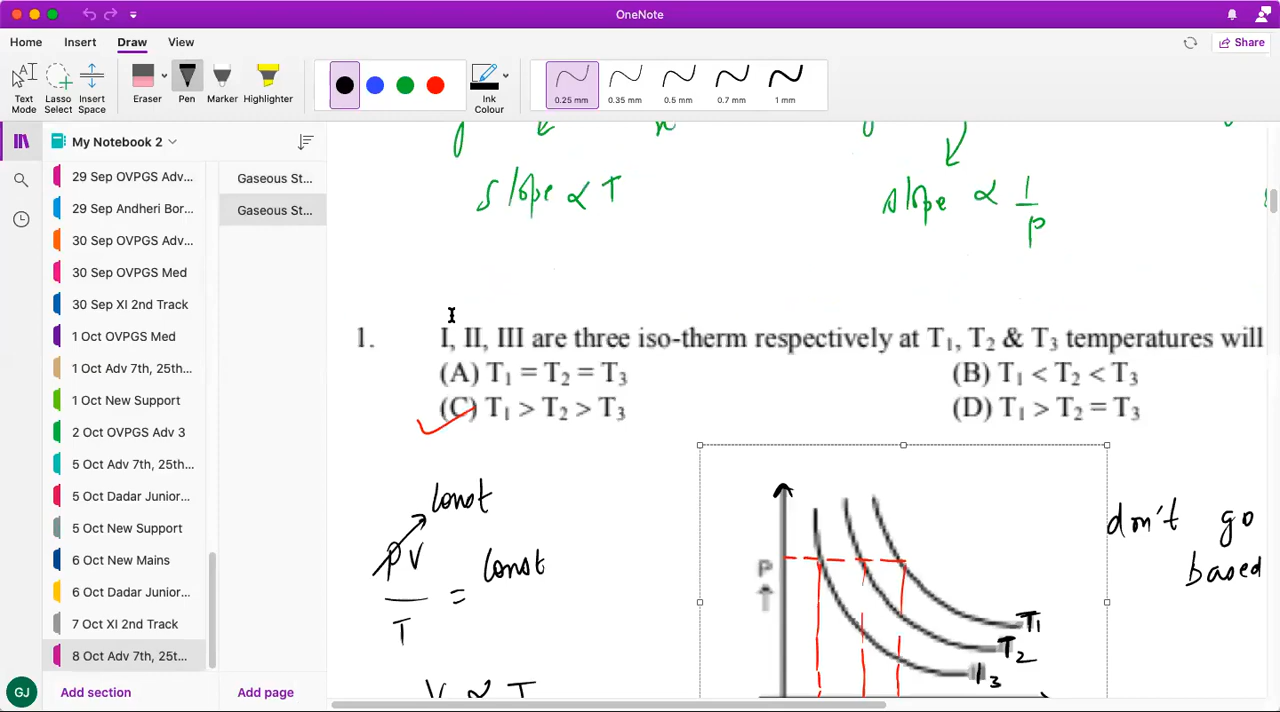 OneNote
Home Insert Draw View
Share
Text Mode
Lasso Select
Insert Space
Eraser
Pen
Marker
Highlighter
Ink Colour
0.25 mm
0.35 mm
0.5 mm
0.7 mm
1 mm
My Notebook 2
29 Sep OVPGS Adv...
29 Sep Andheri Bor...
30 Sep OVPGS Adv...
30 Sep OVPGS Med
30 Sep XI 2nd Track
1 Oct OVPGS Med
1 Oct Adv 7th, 25th...
1 Oct New Support
2 Oct OVPGS Adv 3
5 Oct Adv 7th, 25th...
5 Oct Dadar Junior...
5 Oct New Support
6 Oct New Mains
6 Oct Dadar Junior...
7 Oct XI 2nd Track
8 Oct Adv 7th, 25t...
GJ
Add section
Gaseous St...
Gaseous St...
Add page
slope ∝ T
slope ∝ 1/P
1. I, II, III are three iso-therm respectively at T₁, T₂ & T₃ temperatures will
(A) T₁ = T₂ = T₃ (B) T₁ < T₂ < T₃
(C) T₁ > T₂ > T₃ (D) T₁ > T₂ = T₃
const
PV/T = const
V ∝ T
P
T₁
T₂
T₃
don't go
based